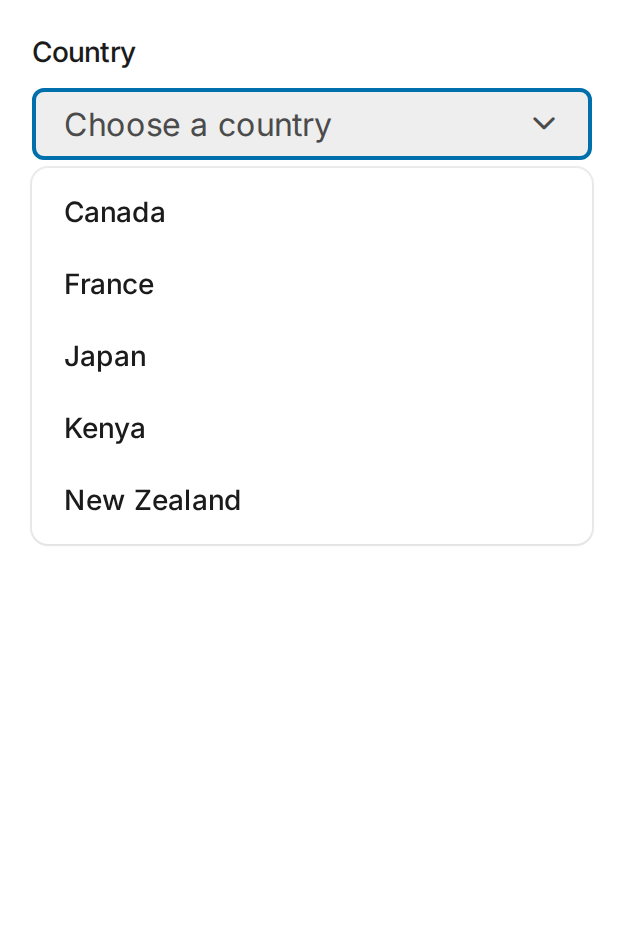 Country
Choose a country
Canada
France
Japan
Kenya
New Zealand